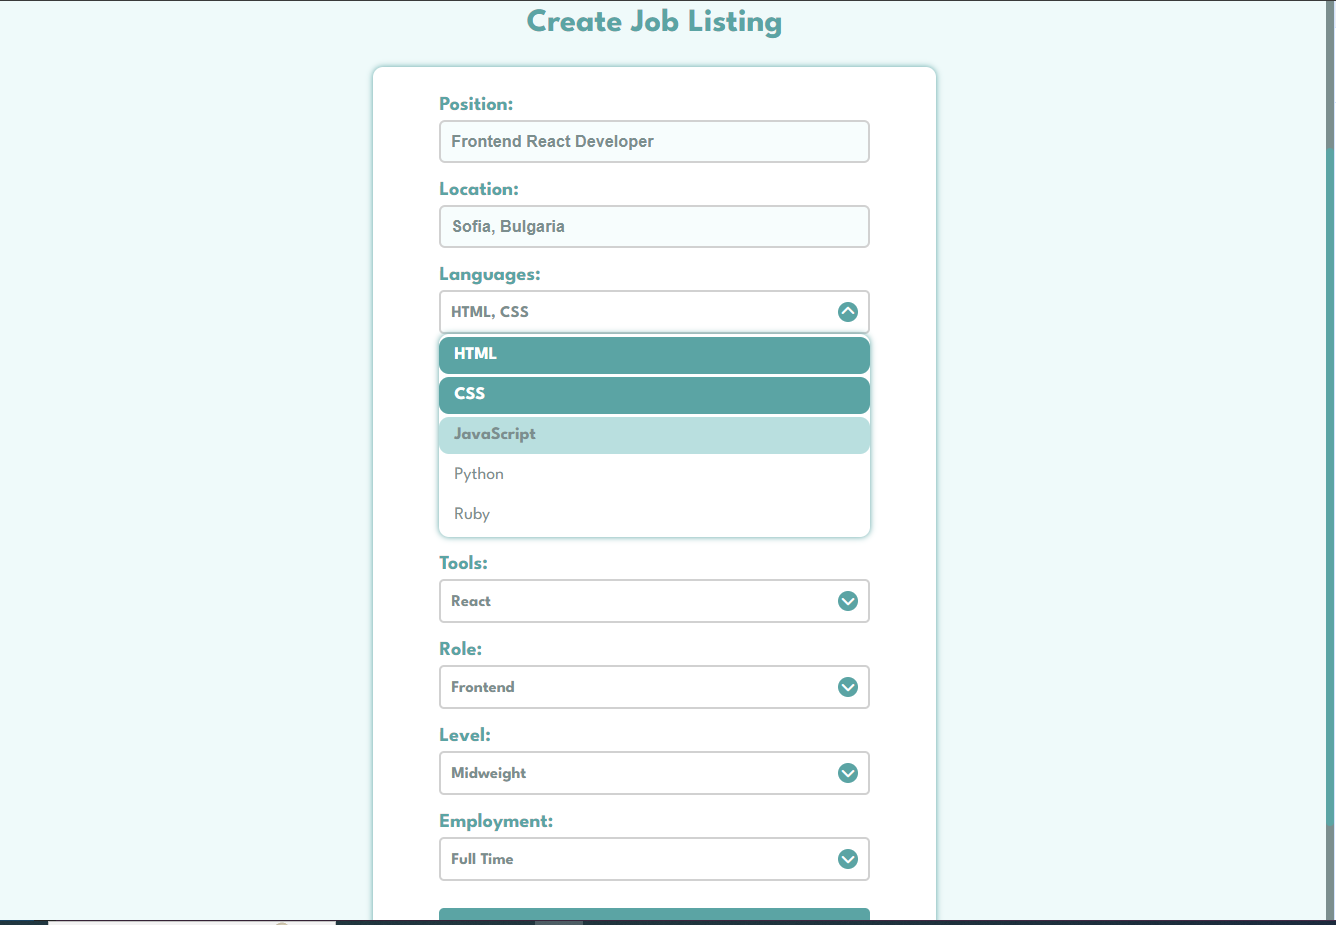 Create Job Listing
Position:
Frontend React Developer
Location:
Sofia, Bulgaria
Languages:
HTML, CSS
HTML
CSS
JavaScript
Python
Ruby
Tools:
React
Role:
Frontend
Level:
Midweight
Employment:
Full Time